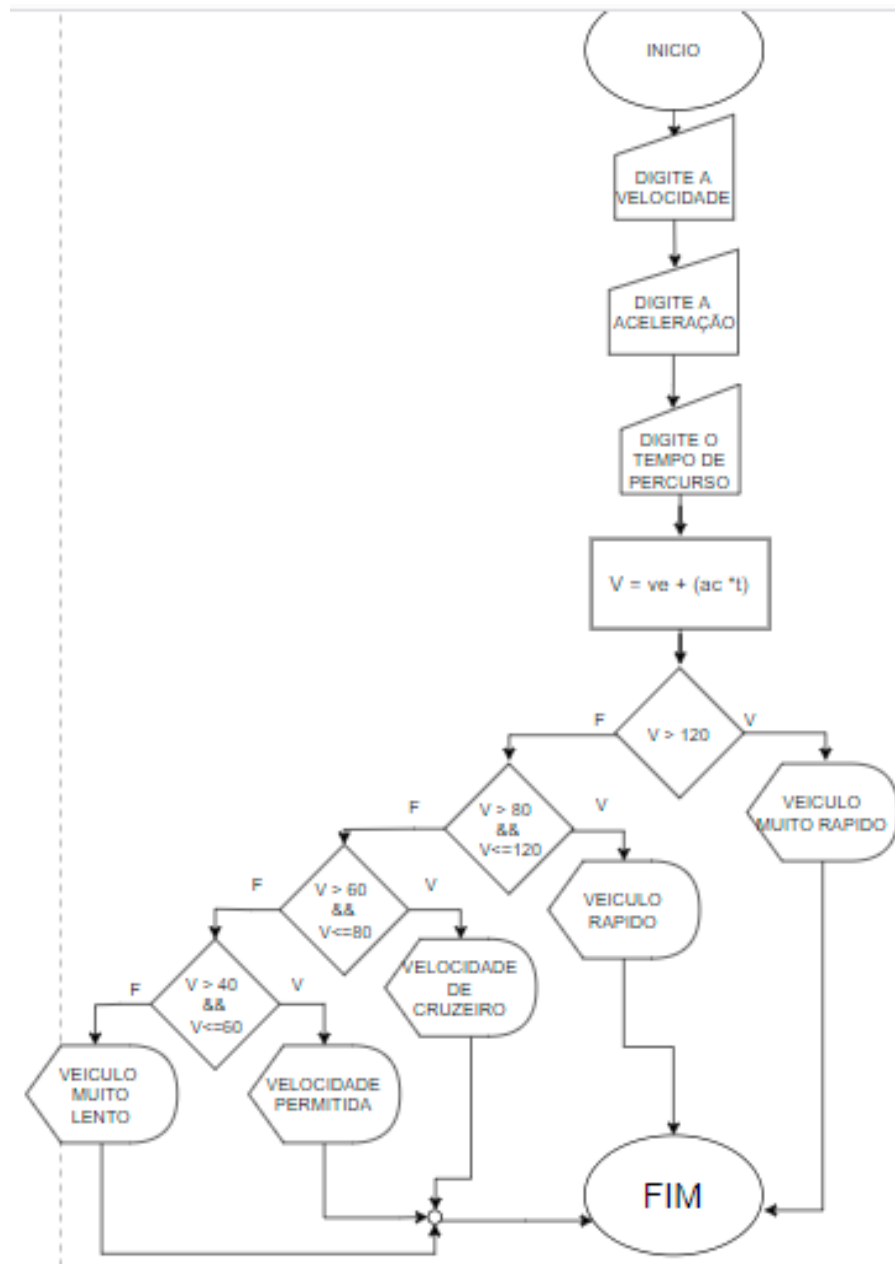 INICIO
DIGITE A
VELOCIDADE
DIGITE A
ACELERAÇÃO
DIGITE O
TEMPO DE
PERCURSO
V = ve + (ac *t)
F
V > 120
V
VEICULO
MUITO RAPIDO
F
V > 80
&&
V<=120
V
VEICULO
RAPIDO
F
V > 60
&&
V<=80
V
VELOCIDADE
DE
CRUZEIRO
F
V > 40
&&
V<=60
V
VEICULO
MUITO
LENTO
VELOCIDADE
PERMITIDA
FIM